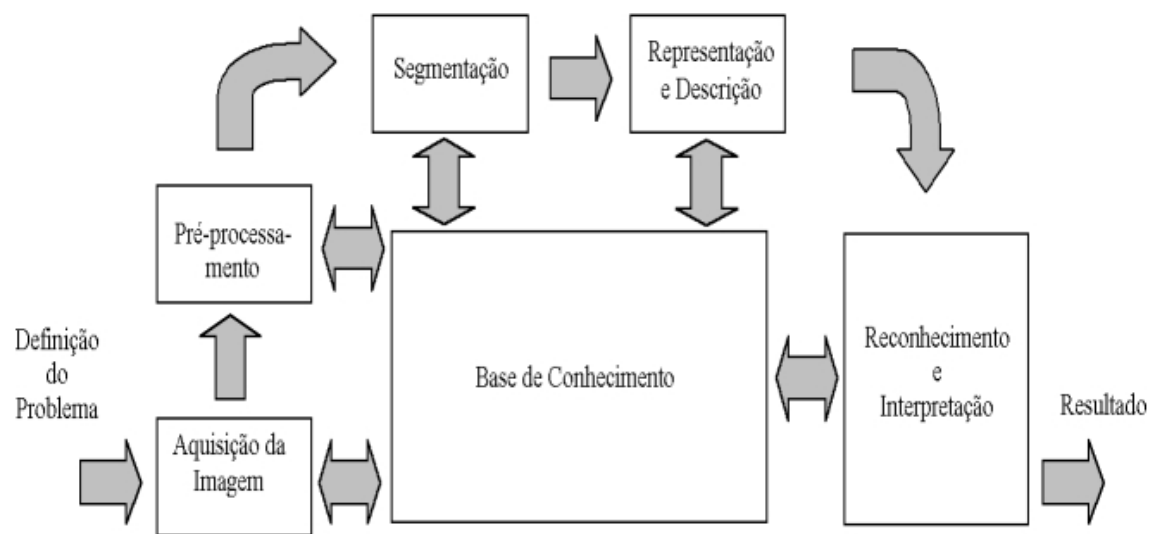 Segmentação
Representação
e Descrição
Pré-processa-
mento
Definição
do
Problema
Aquisição da
Imagem
Base de Conhecimento
Reconhecimento
e
Interpretação
Resultado